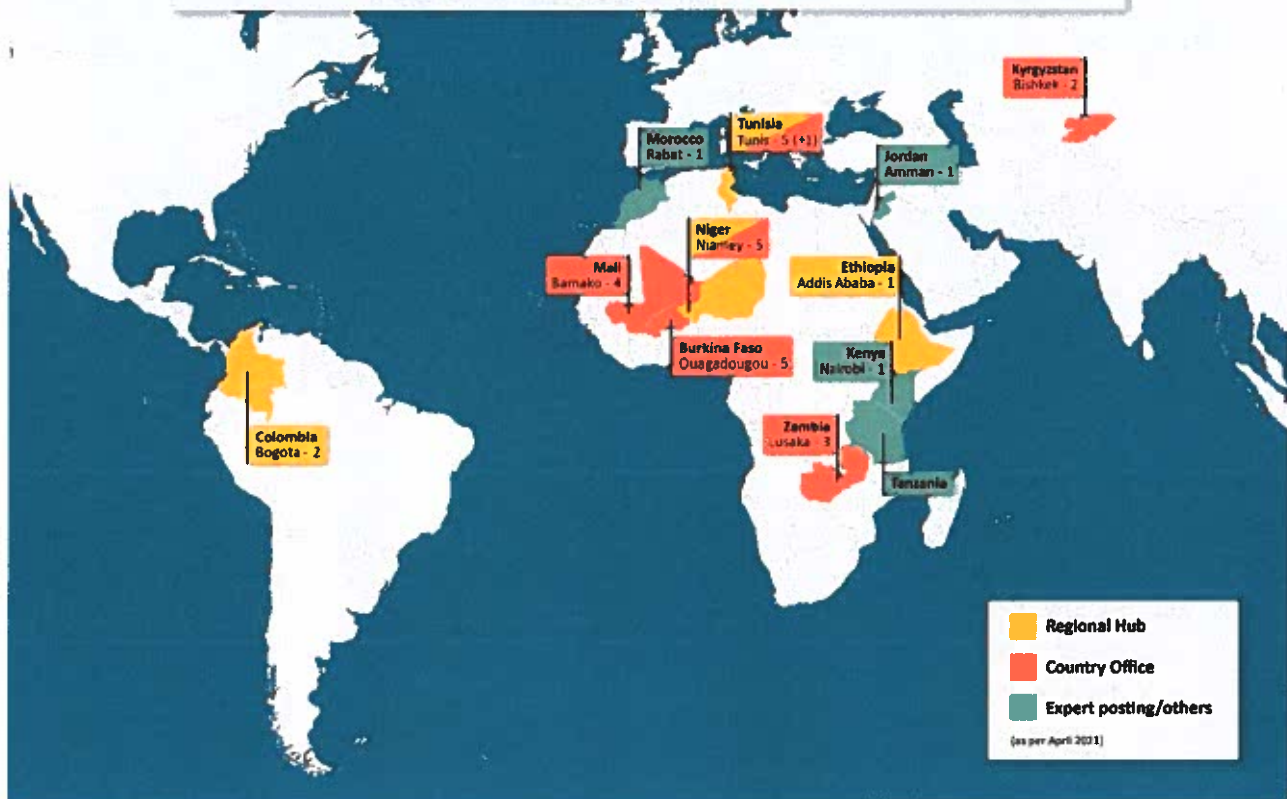 Kyrgyzstan
Bishkek - 2
Tunisia
Tunis - 5 (+1)
Morocco
Rabat - 1
Jordan
Amman - 1
Niger
Niamey - 5
Mali
Bamako - 4
Ethiopia
Addis Ababa - 1
Burkina Faso
Ouagadougou - 5
Kenya
Nairobi - 1
Colombia
Bogota - 2
Zambia
Lusaka - 3
Tanzania
Regional Hub
Country Office
Expert posting/others
(as per April 2021)